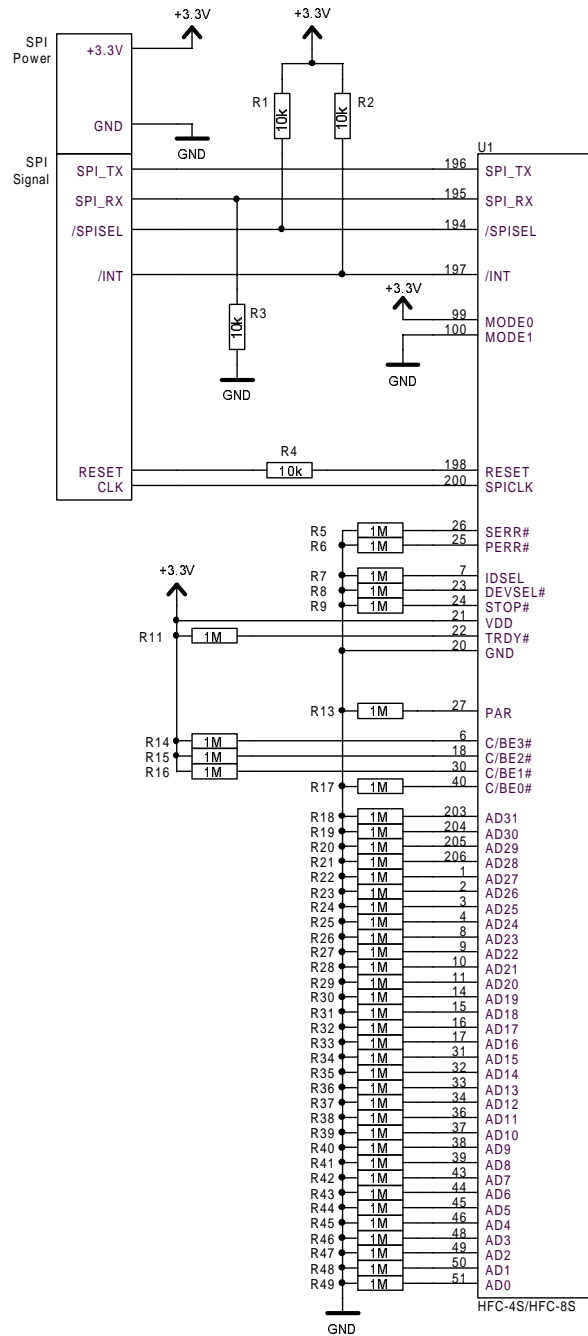 +3.3V
+3.3V
SPI
Power
+3.3V
R1
10k
R2
10k
GND
GND
U1
SPI
Signal
SPI_TX
196
SPI_TX
SPI_RX
195
SPI_RX
/SPISEL
194
/SPISEL
/INT
197
/INT
+3.3V
R3
10k
99
MODE0
100
MODE1
GND
GND
R4
RESET
10k
198
RESET
CLK
200
SPICLK
R5
1M
26
SERR#
R6
1M
25
PERR#
+3.3V
R7
1M
7
IDSEL
R8
1M
23
DEVSEL#
R9
1M
24
STOP#
21
VDD
R11
1M
22
TRDY#
20
GND
R13
1M
27
PAR
R14
1M
6
C/BE3#
R15
1M
18
C/BE2#
R16
1M
30
C/BE1#
R17
1M
40
C/BE0#
R18
1M
203
AD31
R19
1M
204
AD30
R20
1M
205
AD29
R21
1M
206
AD28
R22
1M
1
AD27
R23
1M
2
AD26
R24
1M
3
AD25
R25
1M
4
AD24
R26
1M
8
AD23
R27
1M
9
AD22
R28
1M
10
AD21
R29
1M
11
AD20
R30
1M
14
AD19
R31
1M
15
AD18
R32
1M
16
AD17
R33
1M
17
AD16
R34
1M
31
AD15
R35
1M
32
AD14
R36
1M
33
AD13
R37
1M
34
AD12
R38
1M
36
AD11
R39
1M
37
AD10
R40
1M
38
AD9
R41
1M
39
AD8
R42
1M
43
AD7
R43
1M
44
AD6
R44
1M
45
AD5
R45
1M
46
AD4
R46
1M
48
AD3
R47
1M
49
AD2
R48
1M
50
AD1
R49
1M
51
AD0
HFC-4S/HFC-8S
GND